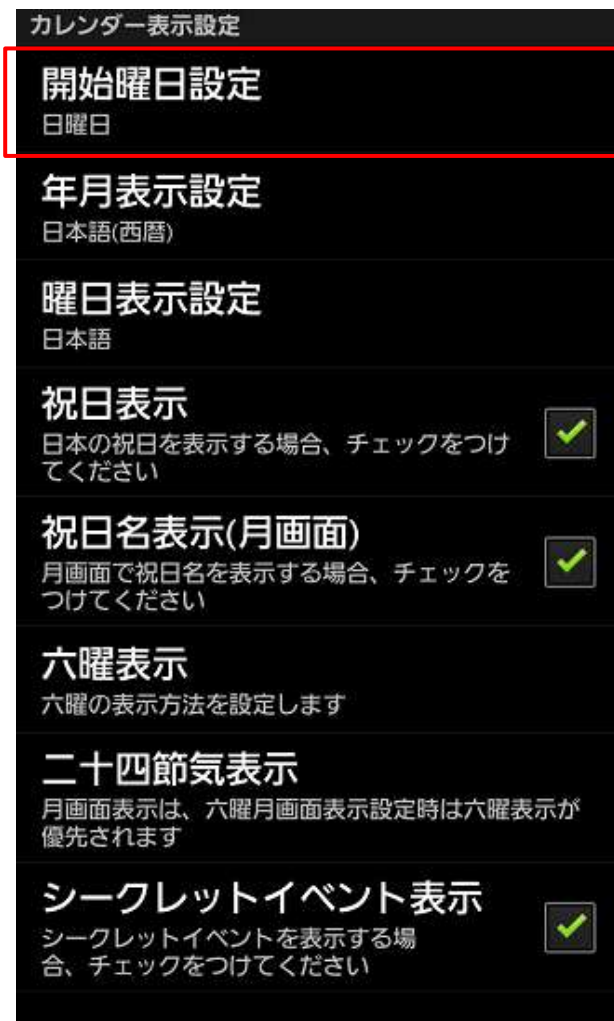 カレンダー表示設定
開始曜日設定
日曜日
年月表示設定
日本語(西暦)
曜日表示設定
日本語
祝日表示
日本の祝日を表示する場合、チェックをつけ
てください
祝日名表示(月画面)
月画面で祝日名を表示する場合、チェックを
つけてください
六曜表示
六曜の表示方法を設定します
二十四節気表示
月画面表示は、六曜月画面表示設定時は六曜表示が
優先されます
シークレットイベント表示
シークレットイベントを表示する場
合、チェックをつけてください